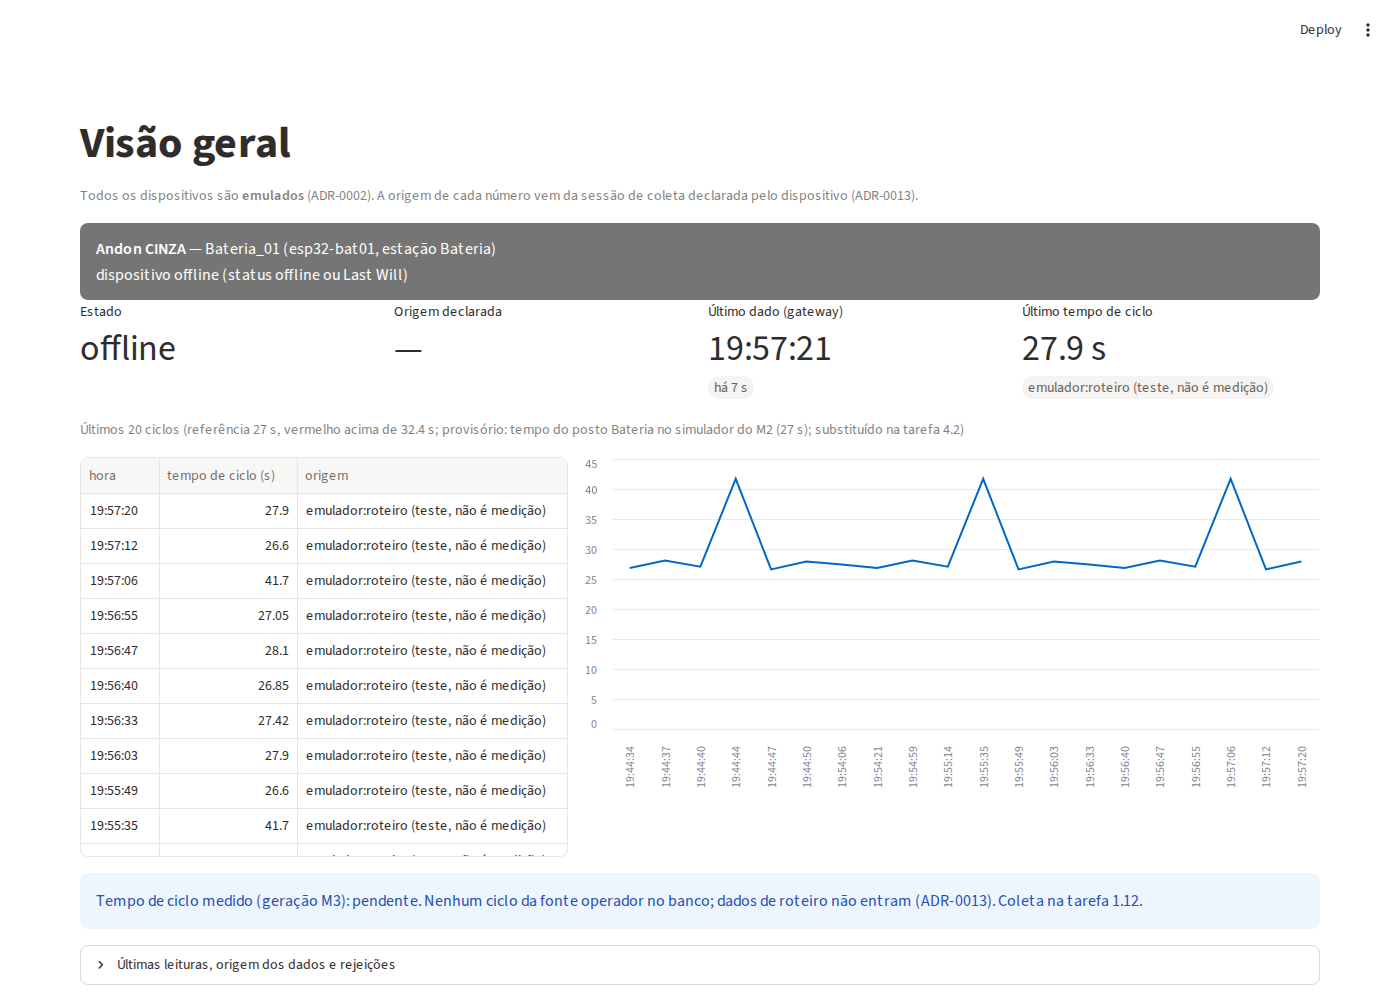 Deploy
Visão geral
Todos os dispositivos são emulados (ADR-0002). A origem de cada número vem da sessão de coleta declarada pelo dispositivo (ADR-0013).
Andon CINZA — Bateria_01 (esp32-bat01, estação Bateria)
dispositivo offline (status offline ou Last Will)
Estado
offline
Origem declarada
—
Último dado (gateway)
19:57:21
há 7 s
Último tempo de ciclo
27.9 s
emulador:roteiro (teste, não é medição)
Últimos 20 ciclos (referência 27 s, vermelho acima de 32.4 s; provisório: tempo do posto Bateria no simulador do M2 (27 s); substituído na tarefa 4.2)
hora tempo de ciclo (s) origem
19:57:20 27.9 emulador:roteiro (teste, não é medição)
19:57:12 26.6 emulador:roteiro (teste, não é medição)
19:57:06 41.7 emulador:roteiro (teste, não é medição)
19:56:55 27.05 emulador:roteiro (teste, não é medição)
19:56:47 28.1 emulador:roteiro (teste, não é medição)
19:56:40 26.85 emulador:roteiro (teste, não é medição)
19:56:33 27.42 emulador:roteiro (teste, não é medição)
19:56:03 27.9 emulador:roteiro (teste, não é medição)
19:55:49 26.6 emulador:roteiro (teste, não é medição)
19:55:35 41.7 emulador:roteiro (teste, não é medição)
45
40
35
30
25
20
15
10
5
0
19:44:34
19:44:37
19:44:40
19:44:44
19:44:47
19:44:50
19:54:06
19:54:21
19:54:59
19:55:14
19:55:35
19:55:49
19:56:03
19:56:33
19:56:40
19:56:47
19:56:55
19:57:06
19:57:12
19:57:20
Tempo de ciclo medido (geração M3): pendente. Nenhum ciclo da fonte operador no banco; dados de roteiro não entram (ADR-0013). Coleta na tarefa 1.12.
Últimas leituras, origem dos dados e rejeições